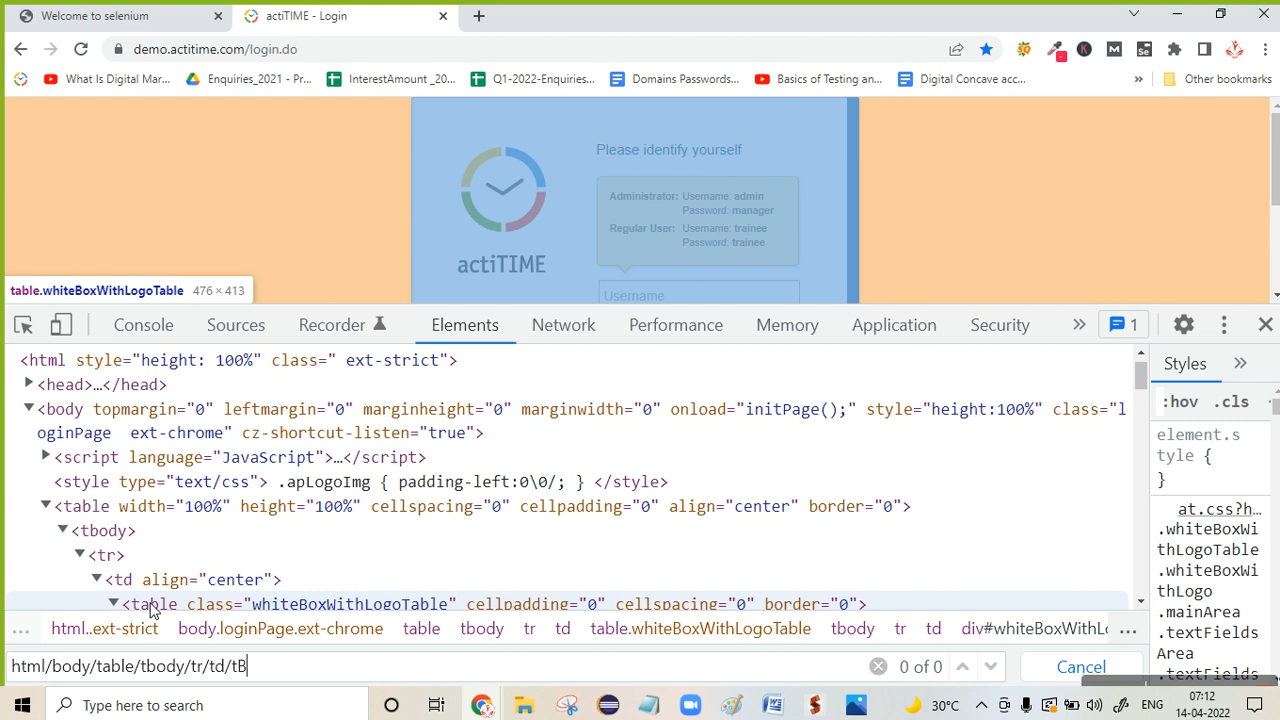 Welcome to selenium
actiTIME - Login
demo.actitime.com/login.do
What Is Digital Mar...
Enquiries_2021 - Pr...
InterestAmount _20...
Q1-2022-Enquiries...
Domains Passwords...
Basics of Testing an...
Digital Concave acc...
» Other bookmarks
Please identify yourself
Administrator: Username: admin
Password: manager
Regular User: Username: trainee
Password: trainee
actiTIME
Username
table.whiteBoxWithLogoTable 476 × 413
Console Sources Recorder Elements Network Performance Memory Application Security » 1
<html style="height: 100%" class=" ext-strict">
<head>…</head>
<body topmargin="0" leftmargin="0" marginheight="0" marginwidth="0" onload="initPage();" style="height:100%" class="l
oginPage ext-chrome" cz-shortcut-listen="true">
<script language="JavaScript">…</script>
<style type="text/css"> .apLogoImg { padding-left:0\0/; } </style>
<table width="100%" height="100%" cellspacing="0" cellpadding="0" align="center" border="0">
<tbody>
<tr>
<td align="center">
<table class="whiteBoxWithLogoTable" cellpadding="0" cellspacing="0" border="0">
Styles »
:hov .cls
element.s
tyle {
}
at.css?h…
.whiteBoxWi
thLogoTable
.whiteBoxWi
thLogo
.mainArea
.textFields
Area
.textFields
... html..ext-strict body.loginPage.ext-chrome table tbody tr td table.whiteBoxWithLogoTable tbody tr td div#whiteBoxWithLo ...
html/body/table/tbody/tr/td/tB
0 of 0
Cancel
Type here to search
30°C
ENG
07:12
14-04-2022